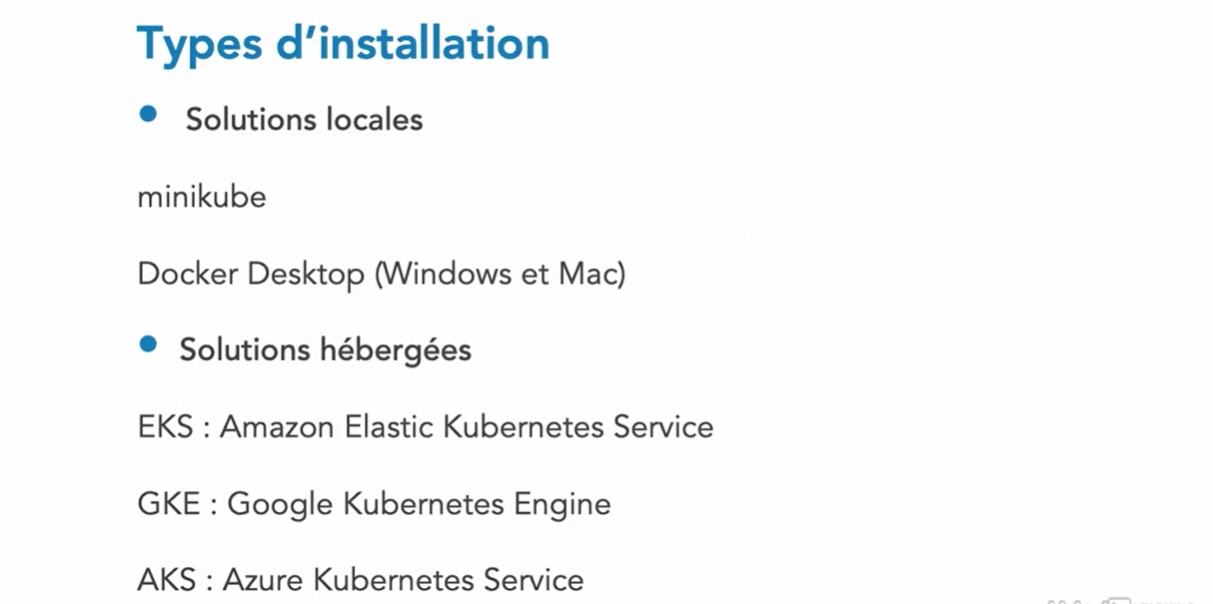 Types d’installation
• Solutions locales
minikube
Docker Desktop (Windows et Mac)
• Solutions hébergées
EKS : Amazon Elastic Kubernetes Service
GKE : Google Kubernetes Engine
AKS : Azure Kubernetes Service